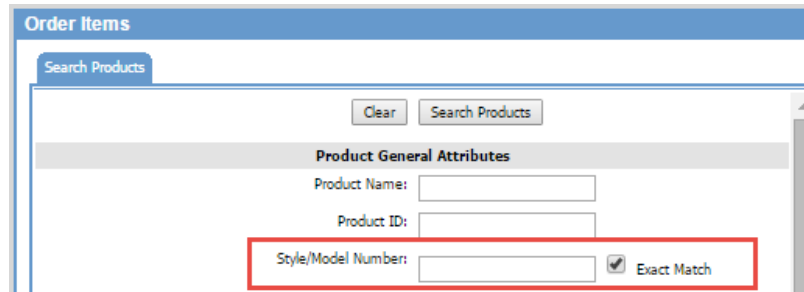 Order Items
Search Products
Clear Search Products
Product General Attributes
Product Name:
Product ID:
Style/Model Number: Exact Match